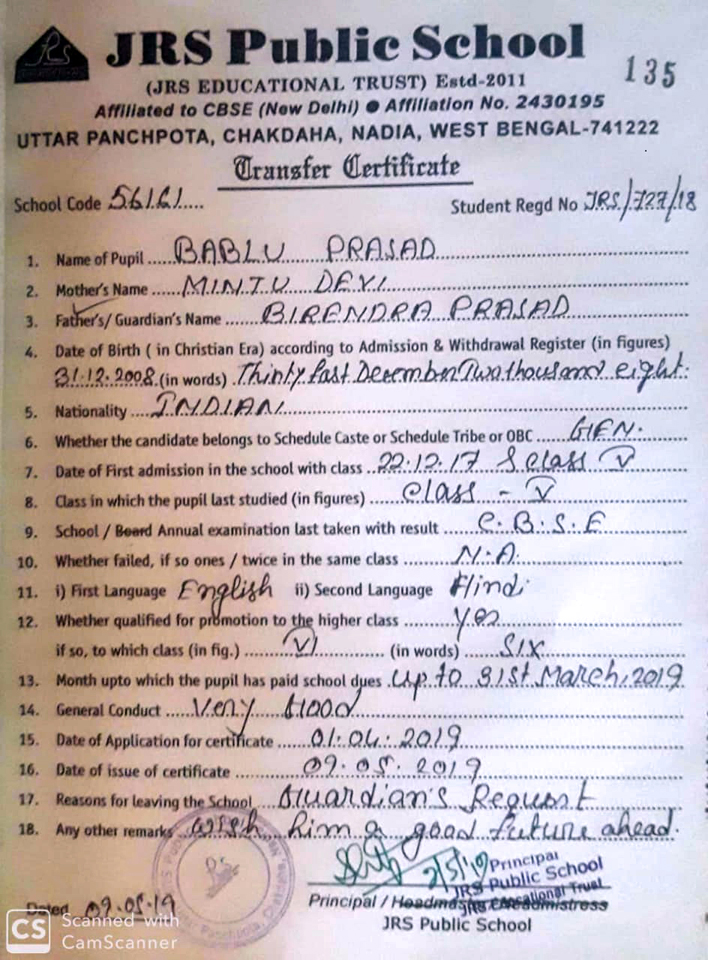 JRS Public School
135
(JRS EDUCATIONAL TRUST) Estd-2011
Affiliated to CBSE (New Delhi) ● Affiliation No. 2430195
UTTAR PANCHPOTA, CHAKDAHA, NADIA, WEST BENGAL-741222
Transfer Certificate
School Code 56161.... Student Regd No JRS/727/18
1. Name of Pupil BABLU PRASAD
2. Mother's Name MINTU DEVI
3. Father's/ Guardian's Name BIRENDRA PRASAD
4. Date of Birth ( in Christian Era) according to Admission & Withdrawal Register (in figures)
31.12.2008 (in words) Thirty fast December Two thousand eight.
5. Nationality INDIAN
6. Whether the candidate belongs to Schedule Caste or Schedule Tribe or OBC GEN.
7. Date of First admission in the school with class 22.12.17 & class V
8. Class in which the pupil last studied (in figures) class - V
9. School / Board Annual examination last taken with result C.B.S.E
10. Whether failed, if so ones / twice in the same class N.A.
11. i) First Language English ii) Second Language Hindi
12. Whether qualified for promotion to the higher class Yes
if so, to which class (in fig.) VI (in words) SIX
13. Month upto which the pupil has paid school dues up to 31st March, 2019
14. General Conduct Very Good
15. Date of Application for certificate 01.04.2019
16. Date of issue of certificate 09.05.2019
17. Reasons for leaving the School Guardian's Request
18. Any other remarks wish him a good future ahead.
Principal
JRS Public School
Principal / Headmaster
JRS Public School
Dated 09.05.19
CS Scanned with
CamScanner